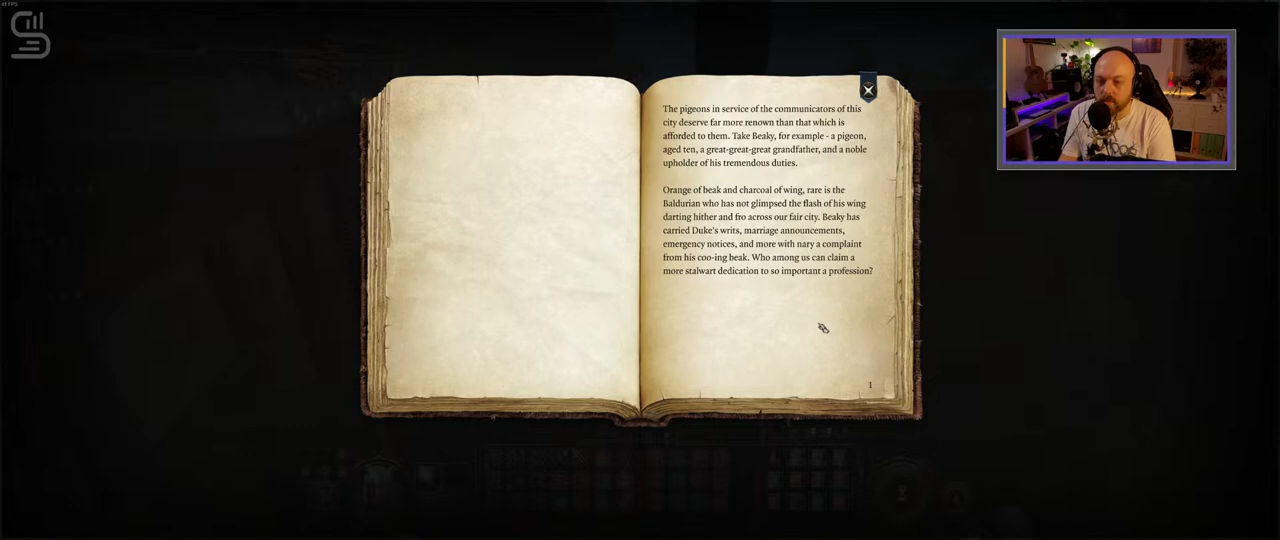 The pigeons in service of the communicators of this
city deserve far more renown than that which is
afforded to them. Take Beaky, for example - a pigeon,
aged ten, a great-great-great grandfather, and a noble
upholder of his tremendous duties.
Orange of beak and charcoal of wing, rare is the
Baldurian who has not glimpsed the flash of his wing
darting hither and fro across our fair city. Beaky has
carried Duke's writs, marriage announcements,
emergency notices, and more with nary a complaint
from his coo-ing beak. Who among us can claim a
more stalwart dedication to so important a profession?
1